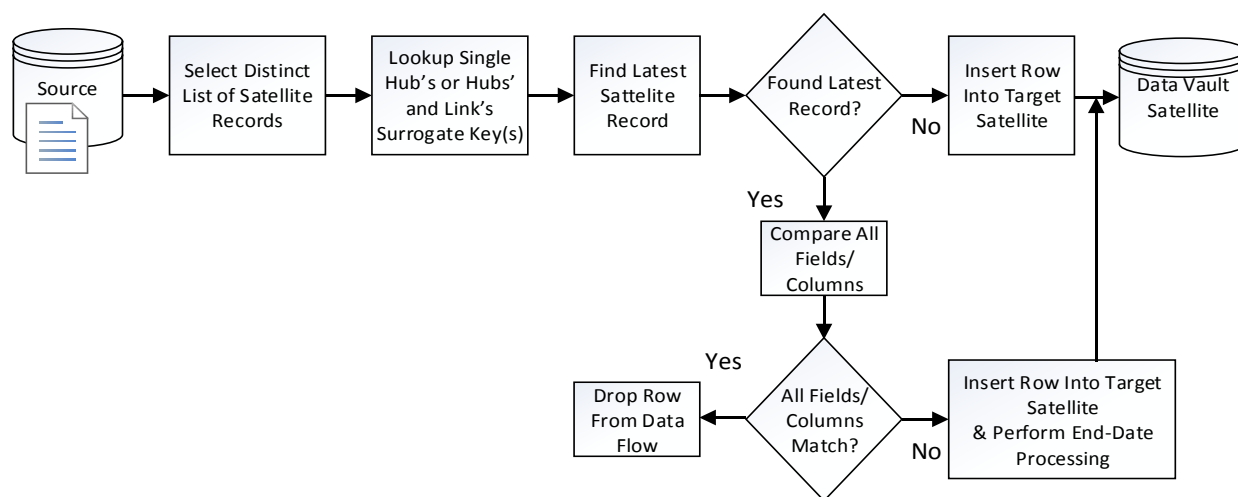 Source
Select Distinct
List of Satellite
Records
Lookup Single
Hub's or Hubs'
and Link's
Surrogate Key(s)
Find Latest
Sattelite
Record
Found Latest
Record?
No
Insert Row
Into Target
Satellite
Data Vault
Satellite
Yes
Compare All
Fields/
Columns
Yes
Drop Row
From Data
Flow
All Fields/
Columns
Match?
No
Insert Row Into Target
Satellite
& Perform End-Date
Processing